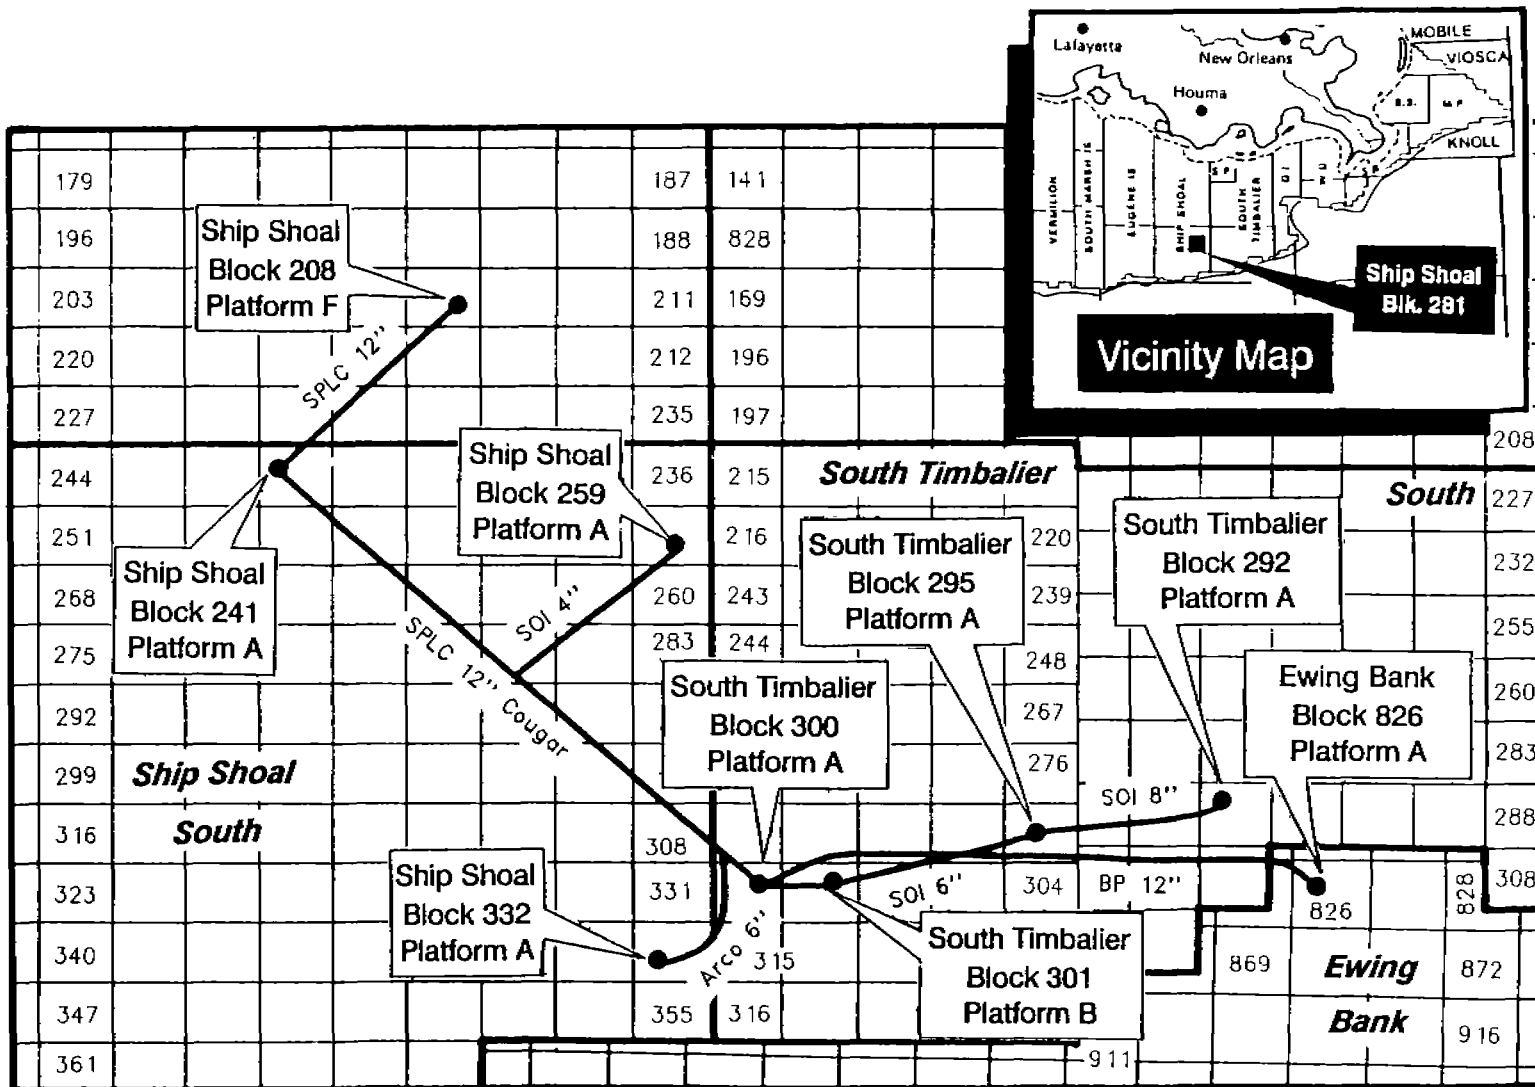 Lafayette
New Orleans
Houma
MOBILE
VIOSCA
KNOLL
VERMILION
SOUTH MARSH IS
EUGENE IS
SHIP SHOAL
SOUTH
TIMBALIER
Ship Shoal
Blk. 281
Vicinity Map
179
187
141
196
188
828
203
211
169
220
212
196
227
235
197
208
244
236
215
South Timbalier
South
227
251
216
220
232
268
260
243
239
255
275
283
244
248
260
292
267
283
299
276
288
316
308
323
331
304
308
340
315
347
355
316
361
Ship Shoal
Block 208
Platform F
SPLC 12"
Ship Shoal
Block 259
Platform A
Ship Shoal
Block 241
Platform A
SOI 4"
SPLC 12" Cougar
South Timbalier
Block 295
Platform A
South Timbalier
Block 292
Platform A
South Timbalier
Block 300
Platform A
Ewing Bank
Block 826
Platform A
Ship Shoal
South
SOI 8"
Ship Shoal
Block 332
Platform A
Arco 6"
SOI 6"
BP 12"
South Timbalier
Block 301
Platform B
826
828
869
Ewing
Bank
872
916
911